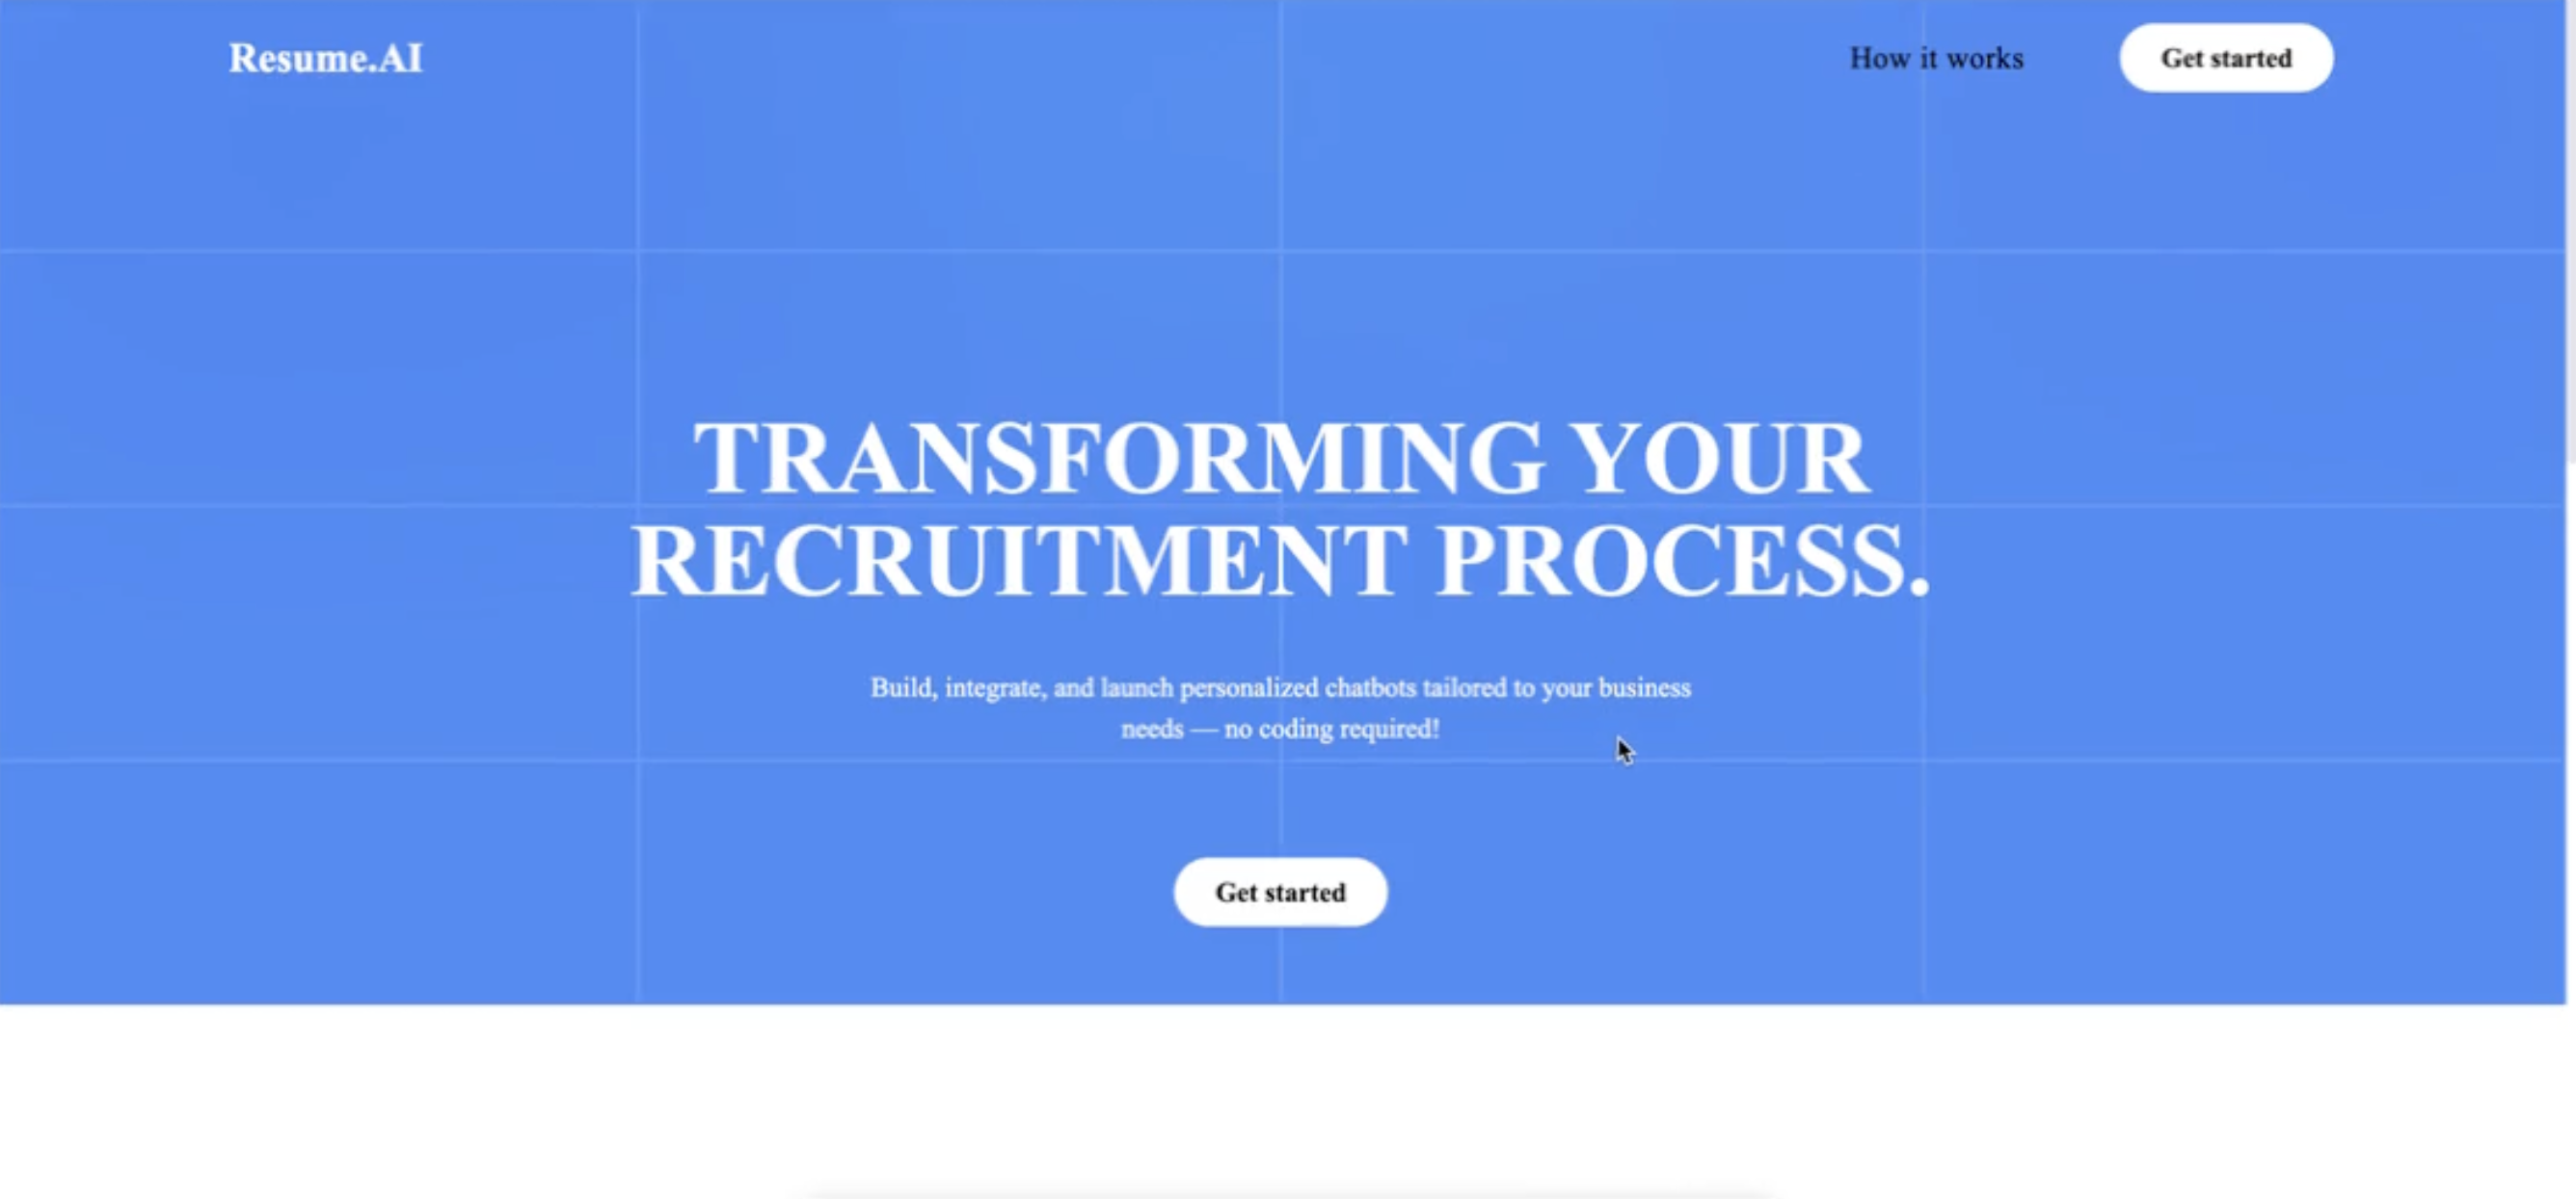 Resume.AI
How it works
Get started
TRANSFORMING YOUR
RECRUITMENT PROCESS.
Build, integrate, and launch personalized chatbots tailored to your business
needs — no coding required!
Get started